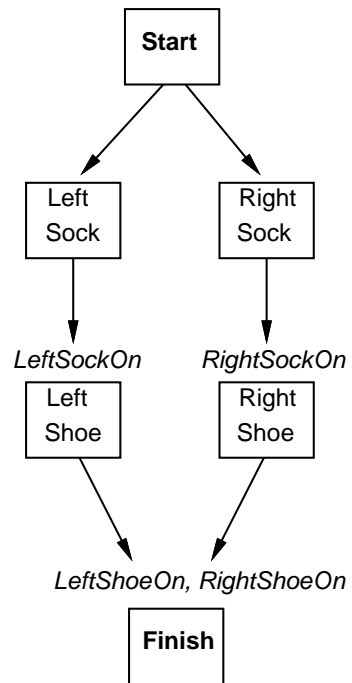 Start
Left
Sock
Right
Sock
LeftSockOn
RightSockOn
Left
Shoe
Right
Shoe
LeftShoeOn, RightShoeOn
Finish